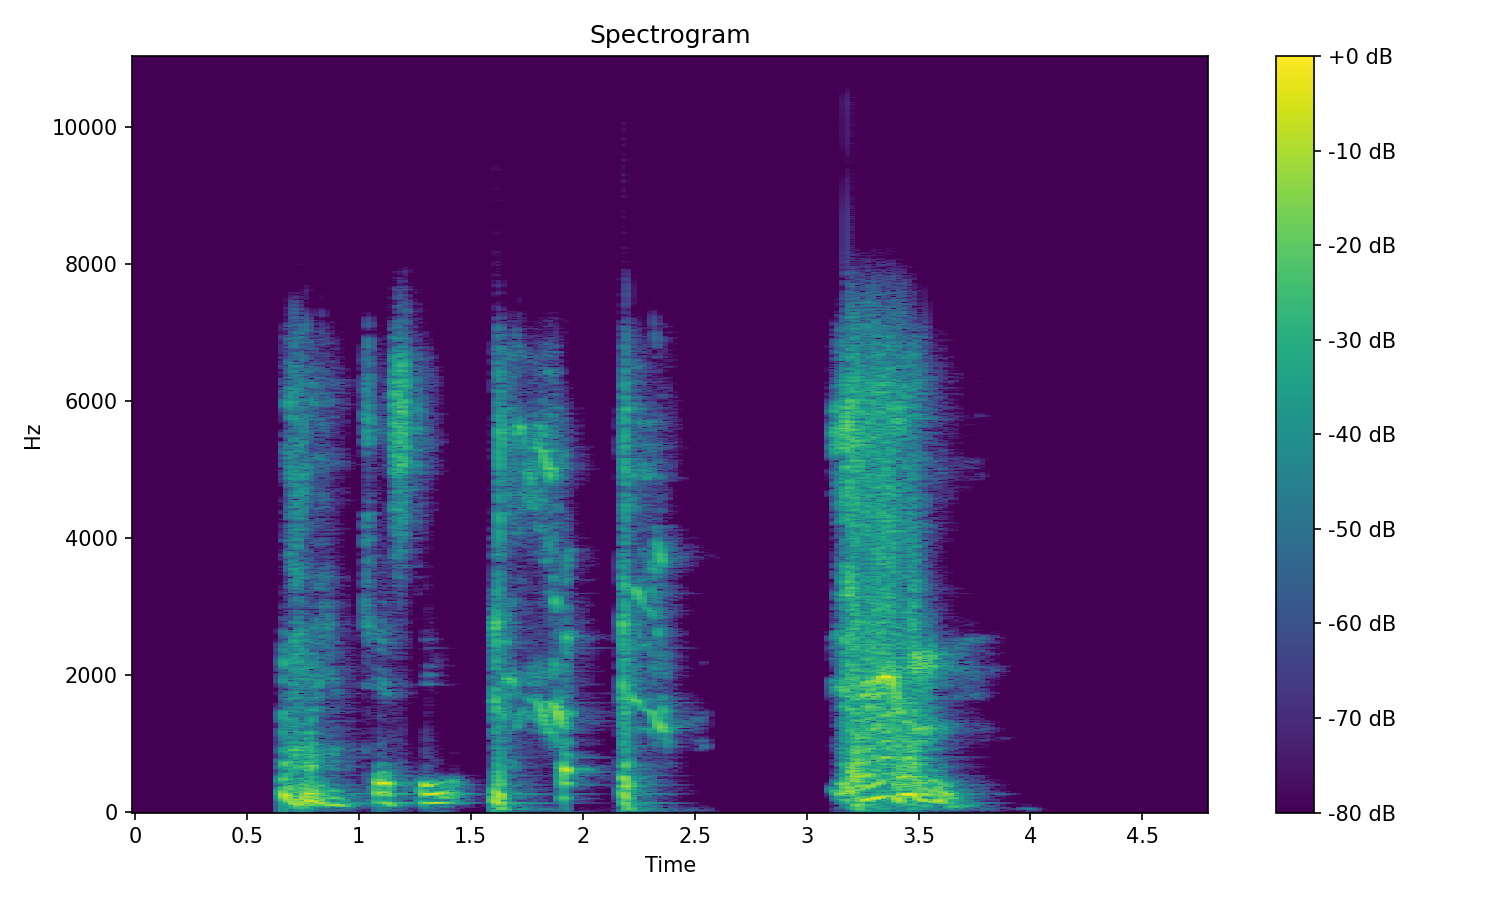 Spectrogram
Hz
10000
8000
6000
4000
2000
0
0
0.5
1
1.5
2
2.5
3
3.5
4
4.5
Time
+0 dB
-10 dB
-20 dB
-30 dB
-40 dB
-50 dB
-60 dB
-70 dB
-80 dB